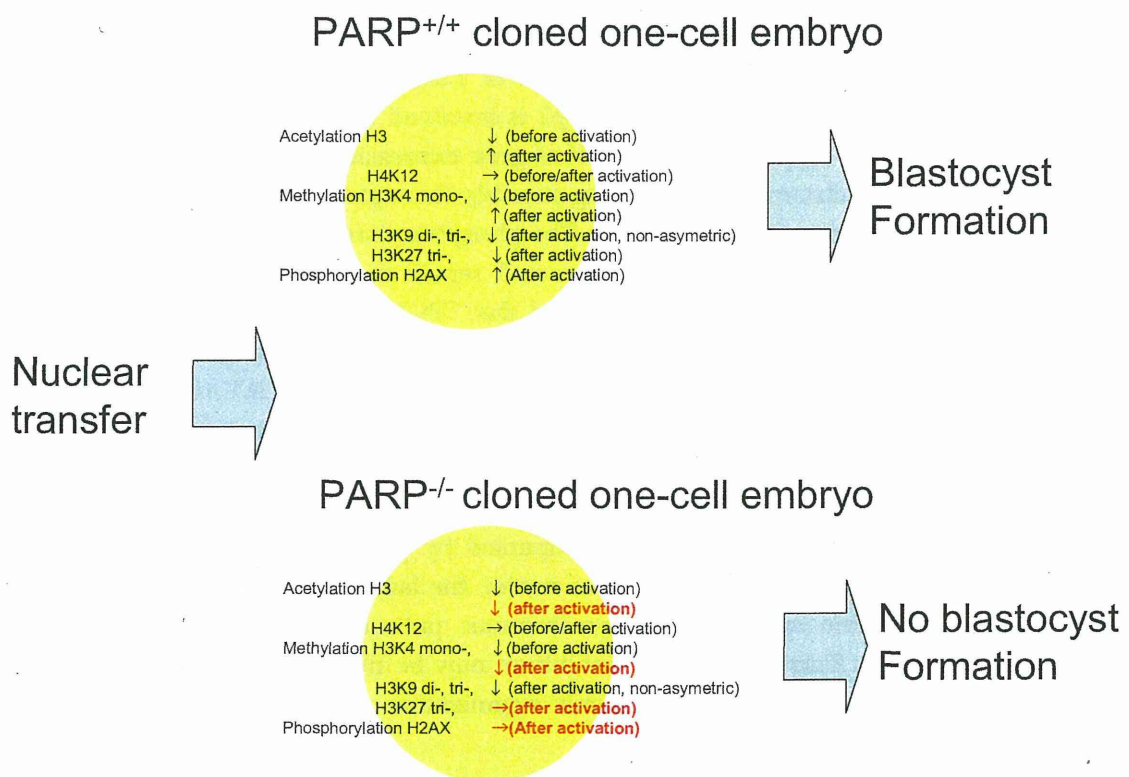 PARP+/+ cloned one-cell embryo
Acetylation H3 ↓ (before activation)
↑ (after activation)
H4K12 → (before/after activation)
Methylation H3K4 mono-, ↓ (before activation)
↑ (after activation)
H3K9 di-, tri-, ↓ (after activation, non-asymetric)
H3K27 tri-, ↓ (after activation)
Phosphorylation H2AX ↑ (After activation)
Blastocyst
Formation
Nuclear
transfer
PARP-/- cloned one-cell embryo
Acetylation H3 ↓ (before activation)
↓ (after activation)
H4K12 → (before/after activation)
Methylation H3K4 mono-, ↓ (before activation)
↓ (after activation)
H3K9 di-, tri-, ↓ (after activation, non-asymetric)
H3K27 tri-, →(after activation)
Phosphorylation H2AX →(After activation)
No blastocyst
Formation